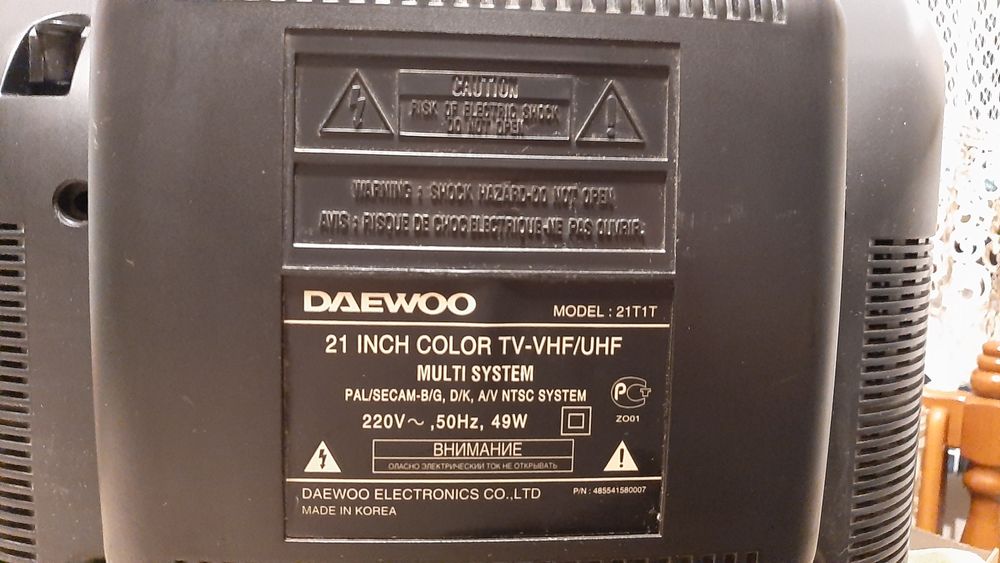 CAUTION
RISK OF ELECTRIC SHOCK
DO NOT OPEN
WARNING : SHOCK HAZARD-DO NOT OPEN
AVIS : RISQUE DE CHOC ELECTRIQUE-NE PAS OUVRIR.
DAEWOO
MODEL : 21T1T
21 INCH COLOR TV-VHF/UHF
MULTI SYSTEM
PAL/SECAM-B/G, D/K, A/V NTSC SYSTEM
220V～ ,50Hz, 49W
РСТ
ZO01
ВНИМАНИЕ
ОПАСНО ЭЛЕКТРИЧЕСКИЙ ТОК НЕ ОТКРЫВАТЬ
DAEWOO ELECTRONICS CO.,LTD
P/N : 485541580007
MADE IN KOREA